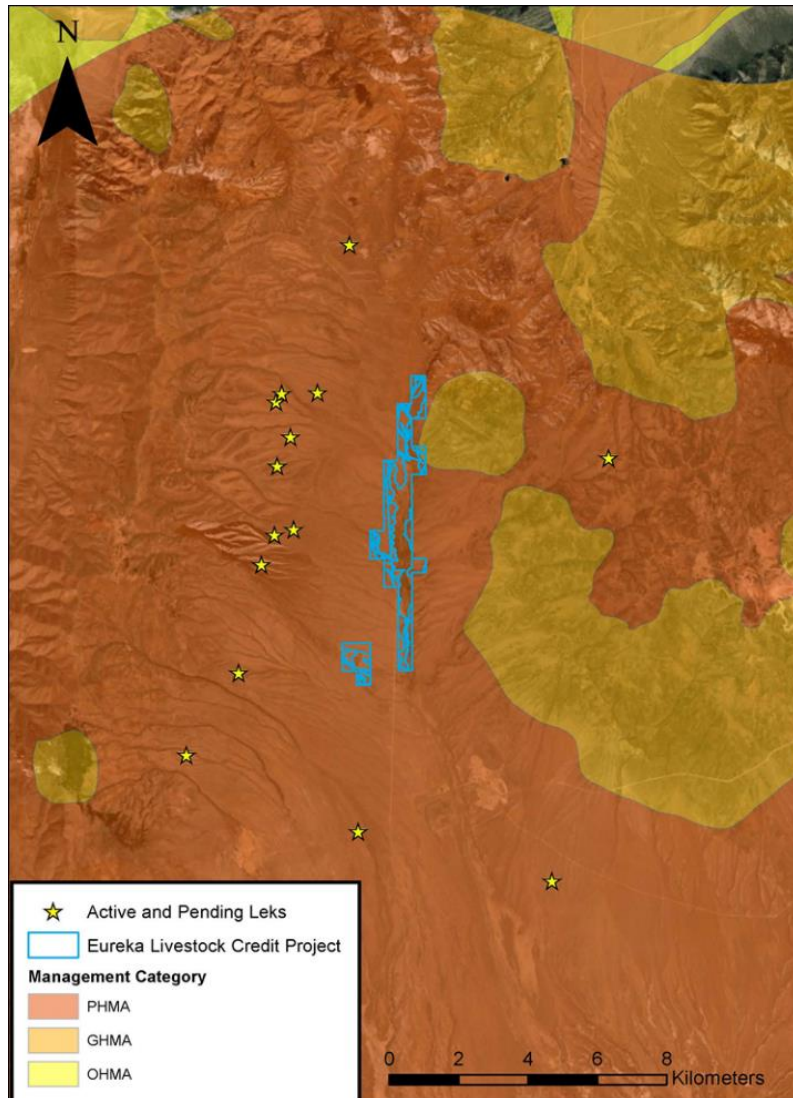 N
Active and Pending Leks
Eureka Livestock Credit Project
Management Category
PHMA
GHMA
OHMA
0 2 4 6 8
Kilometers